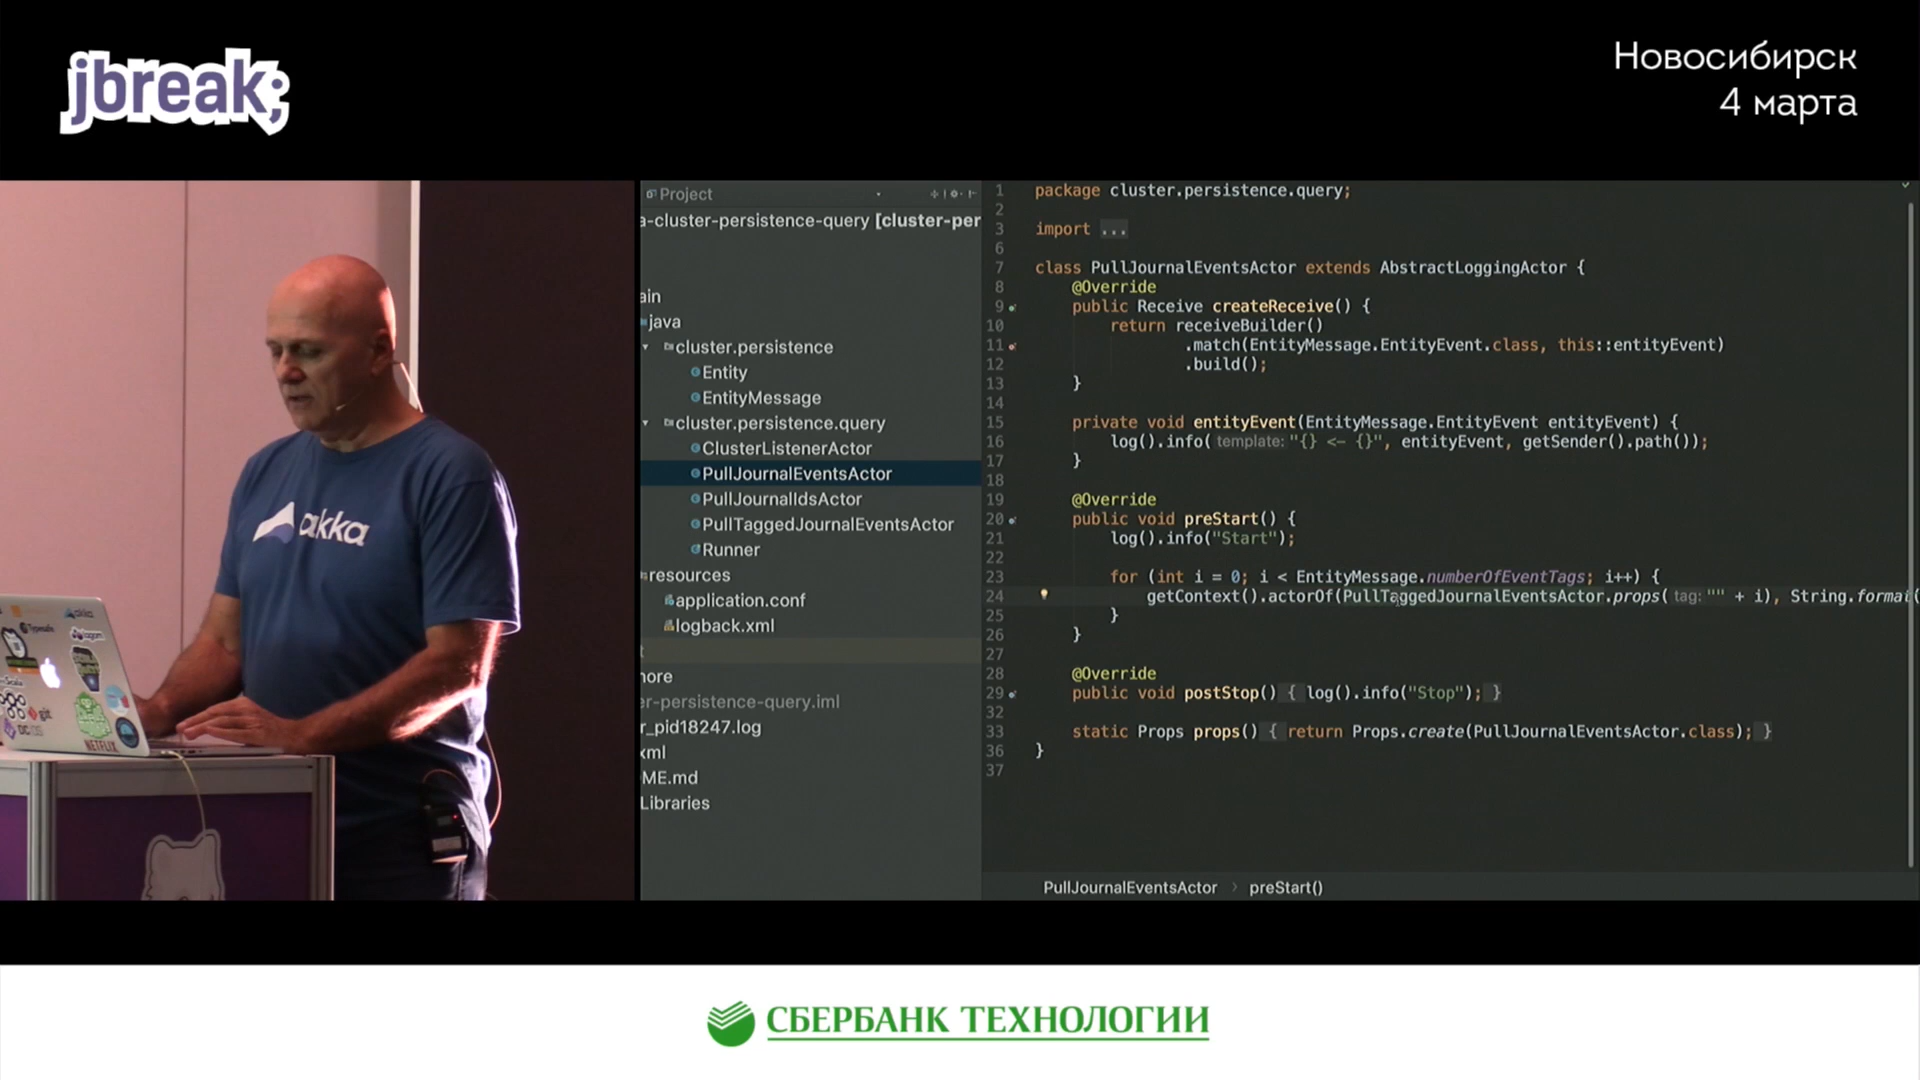 jbreak;
Новосибирск
4 марта
akka
akka
Typesafe
lagom
git
NETFLIX
Project
a-cluster-persistence-query [cluster-per
ain
java
cluster.persistence
Entity
EntityMessage
cluster.persistence.query
ClusterListenerActor
PullJournalEventsActor
PullJournalIdsActor
PullTaggedJournalEventsActor
Runner
resources
application.conf
logback.xml
t
nore
er-persistence-query.iml
r_pid18247.log
xml
ME.md
Libraries
1 package cluster.persistence.query;
2
3 import ...
6
7 class PullJournalEventsActor extends AbstractLoggingActor {
8 @Override
9 public Receive createReceive() {
10 return receiveBuilder()
11 .match(EntityMessage.EntityEvent.class, this::entityEvent)
12 .build();
13 }
14
15 private void entityEvent(EntityMessage.EntityEvent entityEvent) {
16 log().info( template: "{} <- {}", entityEvent, getSender().path());
17 }
18
19 @Override
20 public void preStart() {
21 log().info("Start");
22
23 for (int i = 0; i < EntityMessage.numberOfEventTags; i++) {
24 getContext().actorOf(PullTaggedJournalEventsActor.props( tag: "" + i), String.format(
25 }
26 }
27
28 @Override
29 public void postStop() { log().info("Stop"); }
32
33 static Props props() { return Props.create(PullJournalEventsActor.class); }
36 }
37
PullJournalEventsActor > preStart()
СБЕРБАНК ТЕХНОЛОГИИ